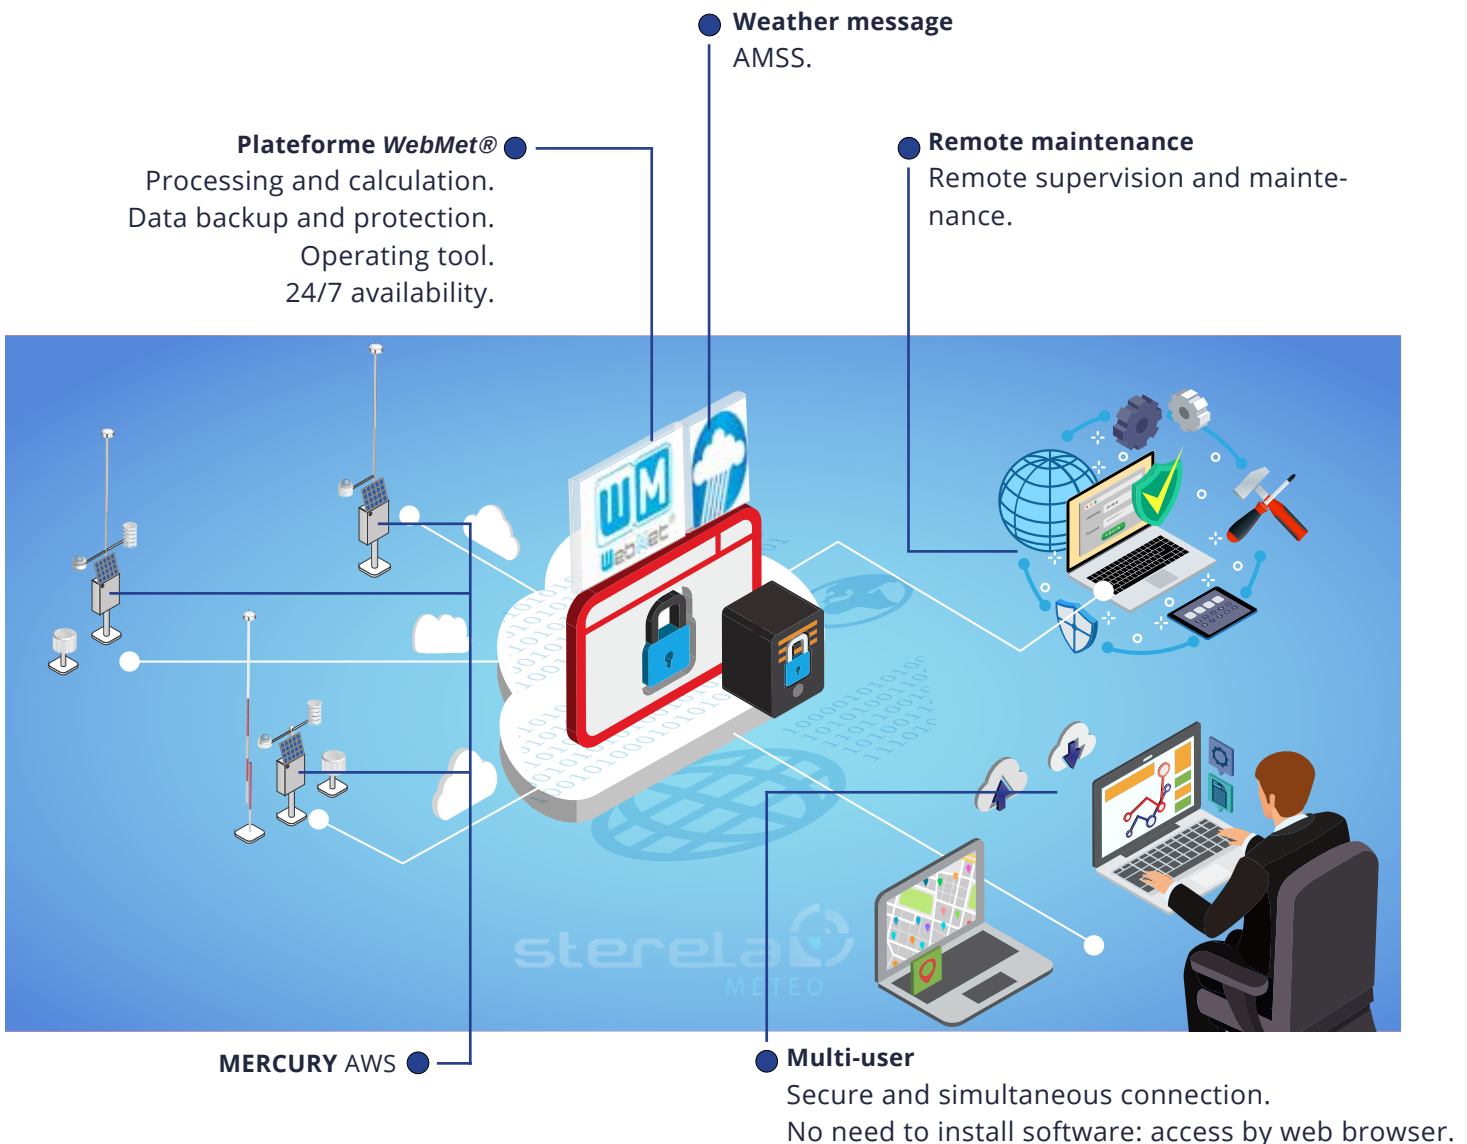 Weather message
AMSS.
Plateforme WebMet®
Processing and calculation.
Data backup and protection.
Operating tool.
24/7 availability.
Remote maintenance
Remote supervision and mainte-
nance.
WM
WebMet®
sterela
METEO
MERCURY AWS
Multi-user
Secure and simultaneous connection.
No need to install software: access by web browser.